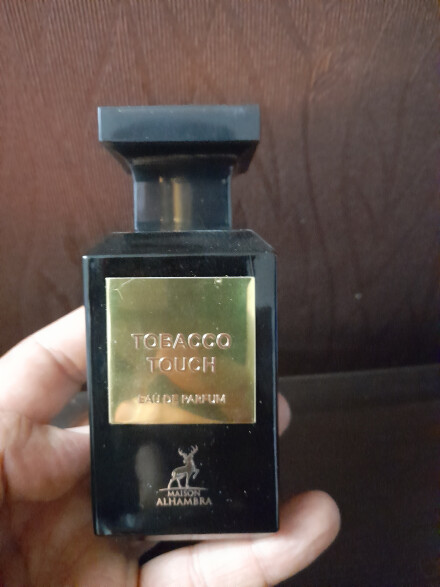 TOBACCO
TOUCH
EAU DE PARFUM
MAISON
ALHAMBRA